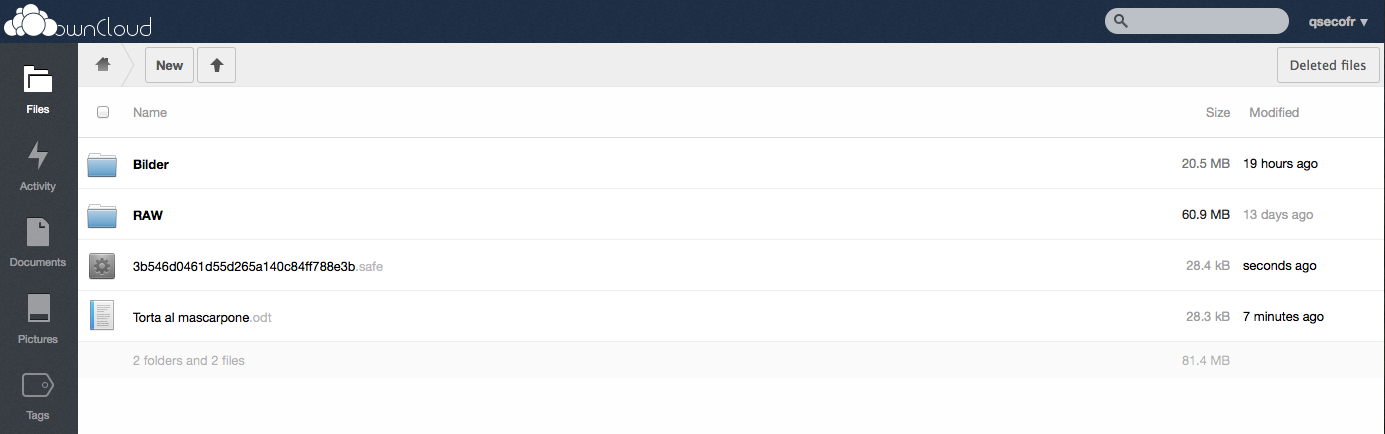 ownCloud
qsecofr ▼
New
Deleted files
Files
Name Size Modified
Bilder 20.5 MB 19 hours ago
Activity
RAW 60.9 MB 13 days ago
Documents
3b546d0461d55d265a140c84ff788e3b.safe 28.4 kB seconds ago
Torta al mascarpone.odt 28.3 kB 7 minutes ago
Pictures
2 folders and 2 files 81.4 MB
Tags